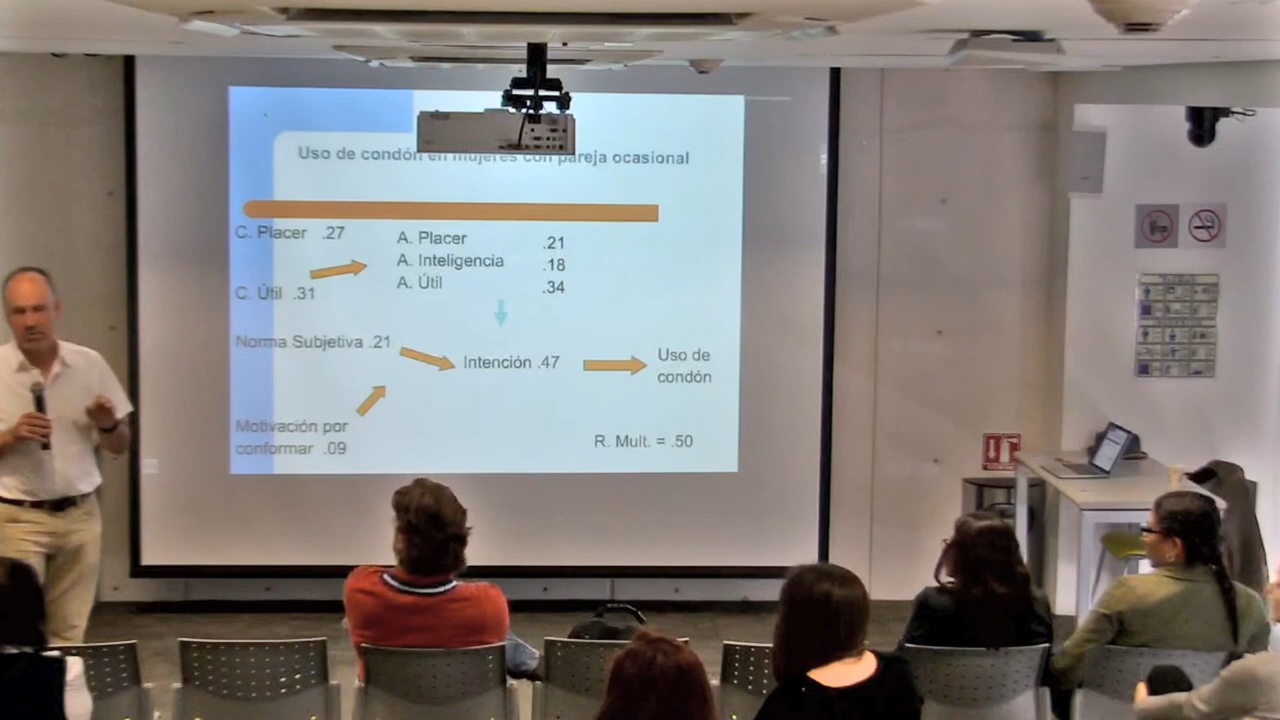 Uso de condón en mujeres con pareja ocasional
C. Placer .27
A. Placer .21
A. Inteligencia .18
C. Útil .31
A. Útil .34
Norma Subjetiva .21
Intención .47
Uso de
condón
Motivación por
conformar .09
R. Mult. = .50